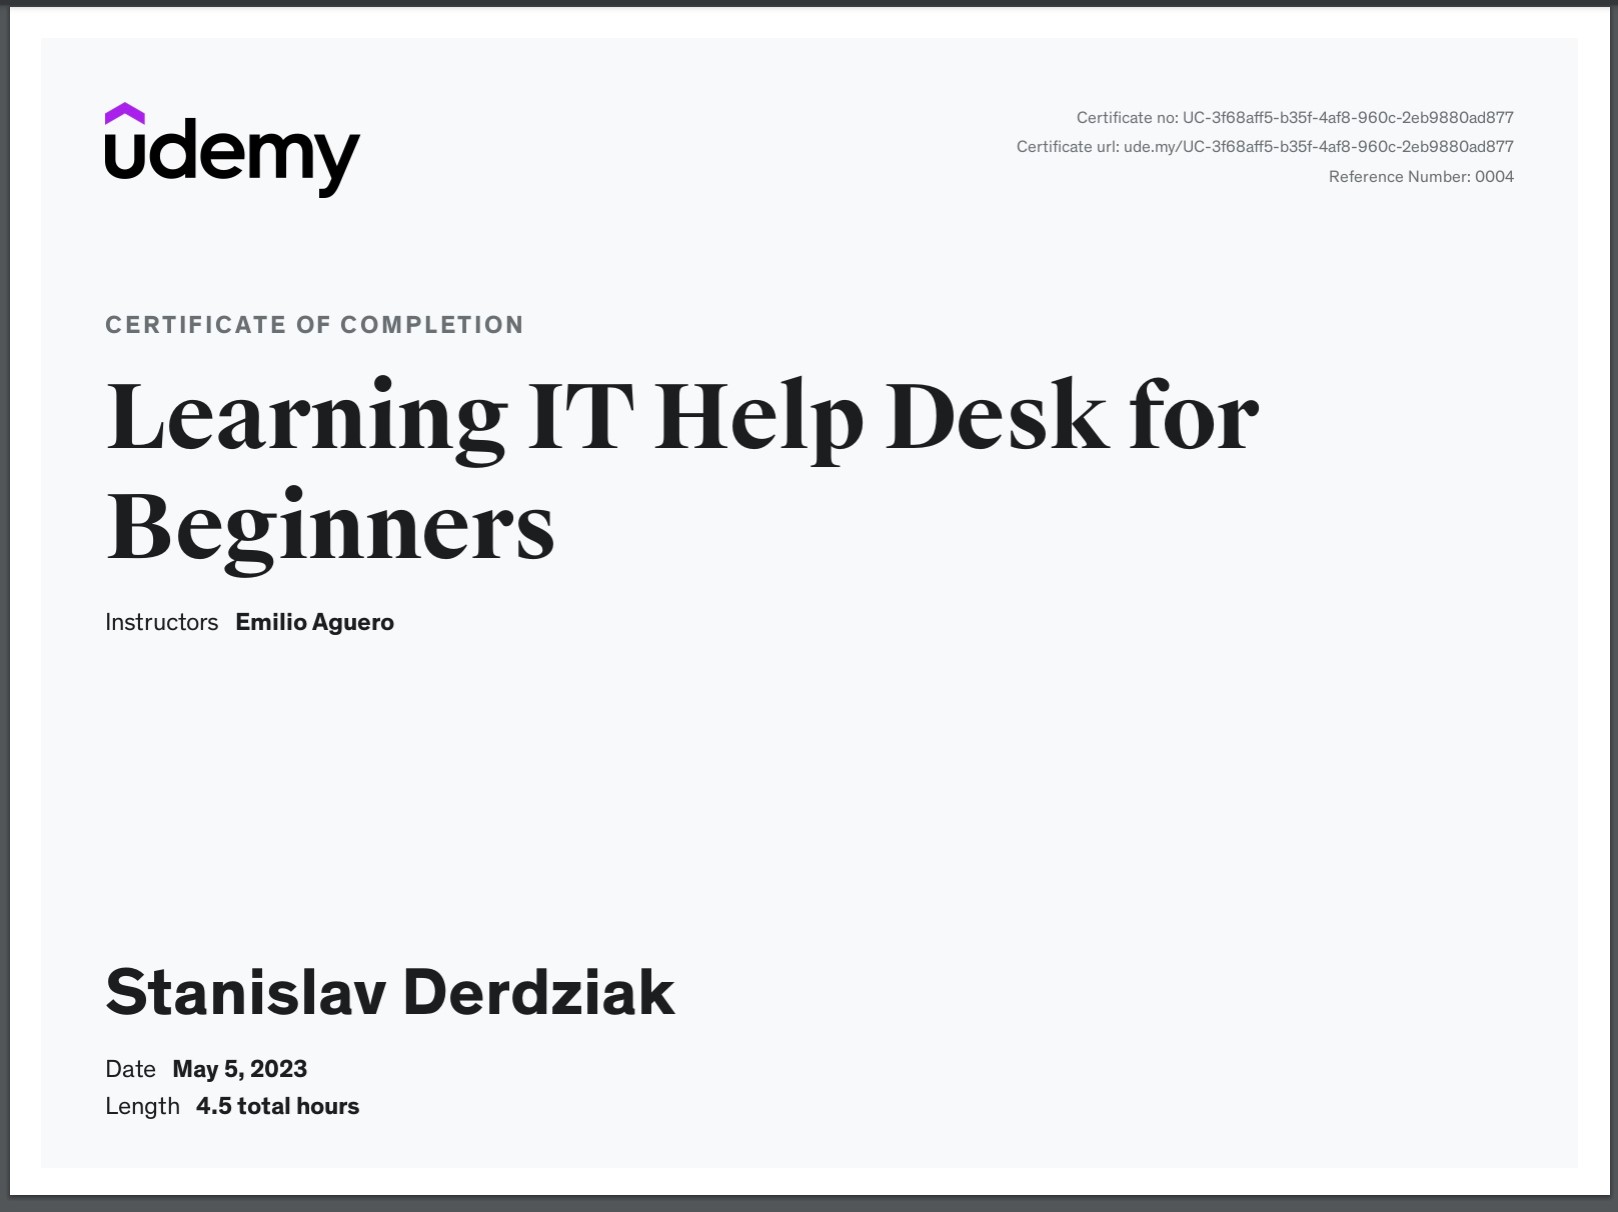 udemy
Certificate no: UC-3f68aff5-b35f-4af8-960c-2eb9880ad877
Certificate url: ude.my/UC-3f68aff5-b35f-4af8-960c-2eb9880ad877
Reference Number: 0004
CERTIFICATE OF COMPLETION
Learning IT Help Desk for
Beginners
Instructors Emilio Aguero
Stanislav Derdziak
Date May 5, 2023
Length 4.5 total hours